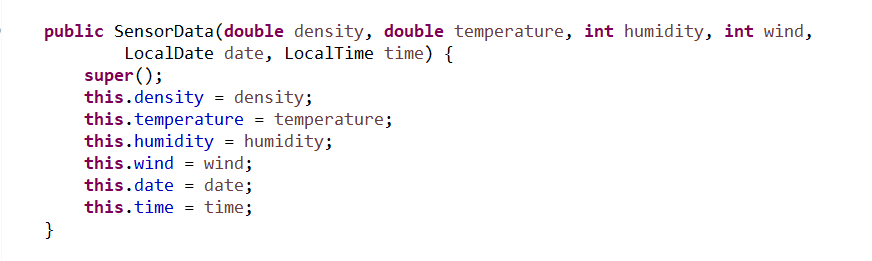 public SensorData(double density, double temperature, int humidity, int wind,
LocalDate date, LocalTime time) {
super();
this.density = density;
this.temperature = temperature;
this.humidity = humidity;
this.wind = wind;
this.date = date;
this.time = time;
}